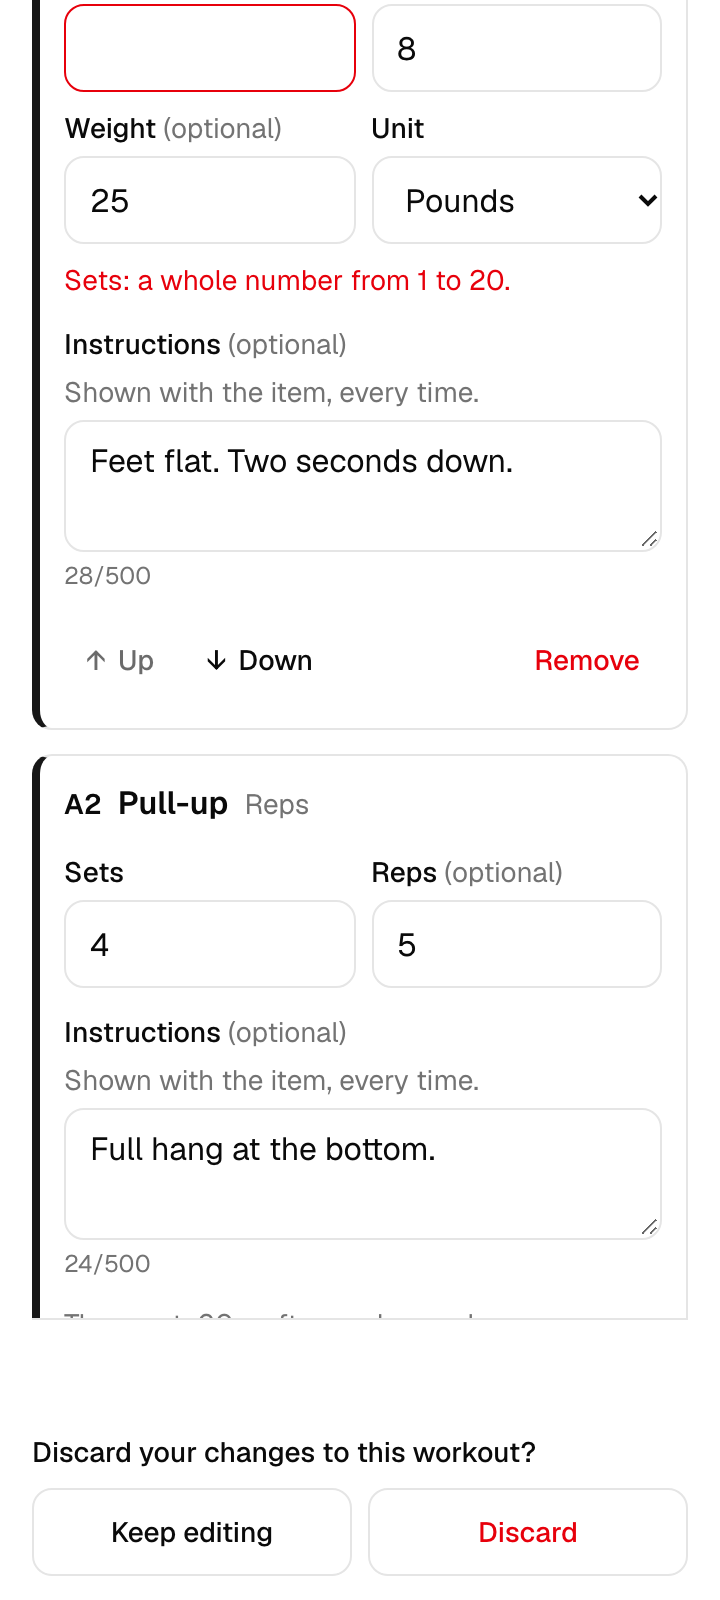 8
Weight (optional) Unit
25 Pounds
Sets: a whole number from 1 to 20.
Instructions (optional)
Shown with the item, every time.
Feet flat. Two seconds down.
28/500
↑ Up ↓ Down Remove
A2 Pull-up Reps
Sets Reps (optional)
4 5
Instructions (optional)
Shown with the item, every time.
Full hang at the bottom.
24/500
Discard your changes to this workout?
Keep editing Discard